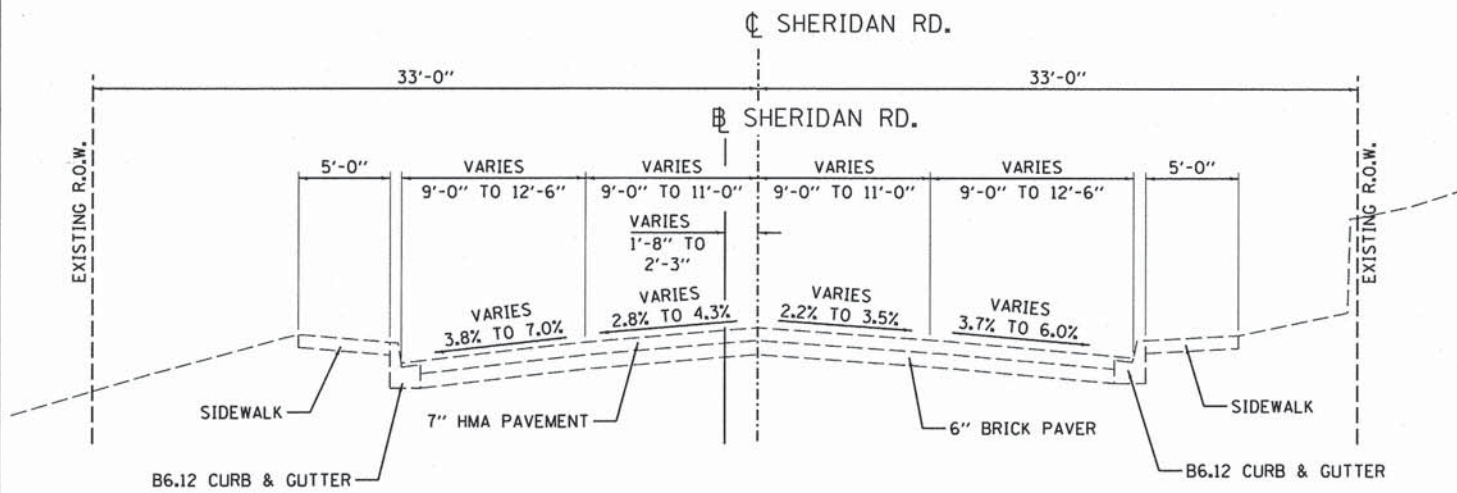 ℄ SHERIDAN RD.
33'-0" 33'-0"
B̵L SHERIDAN RD.
EXISTING R.O.W.
EXISTING R.O.W.
5'-0" VARIES VARIES VARIES VARIES 5'-0"
9'-0" TO 12'-6" 9'-0" TO 11'-0" 9'-0" TO 11'-0" 9'-0" TO 12'-6"
VARIES
1'-8" TO
2'-3"
VARIES
3.8% TO 7.0%
VARIES
2.8% TO 4.3%
VARIES
2.2% TO 3.5%
VARIES
3.7% TO 6.0%
SIDEWALK
7" HMA PAVEMENT
6" BRICK PAVER
SIDEWALK
B6.12 CURB & GUTTER
B6.12 CURB & GUTTER